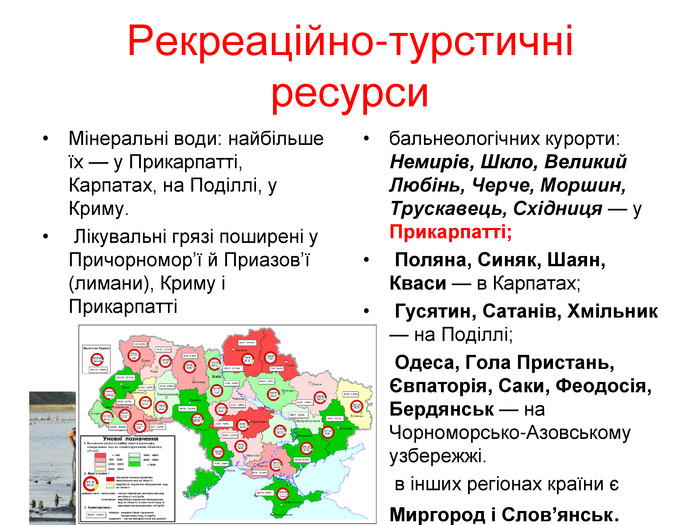 Рекреаційно-турстичні
ресурси
• Мінеральні води: найбільше
їх — у Прикарпатті,
Карпатах, на Поділлі, у
Криму.
• Лікувальні грязі поширені у
Причорномор’ї й Приазов’ї
(лимани), Криму і
Прикарпатті
• бальнеологічних курорти:
Немирів, Шкло, Великий
Любінь, Черче, Моршин,
Трускавець, Східниця — у
Прикарпатті;
• Поляна, Синяк, Шаян,
Кваси — в Карпатах;
• Гусятин, Сатанів, Хмільник
— на Поділлі;
Одеса, Гола Пристань,
Євпаторія, Саки, Феодосія,
Бердянськ — на
Чорноморсько-Азовському
узбережжі.
в інших регіонах країни є
Миргород і Слов’янськ.
Умовні позначення